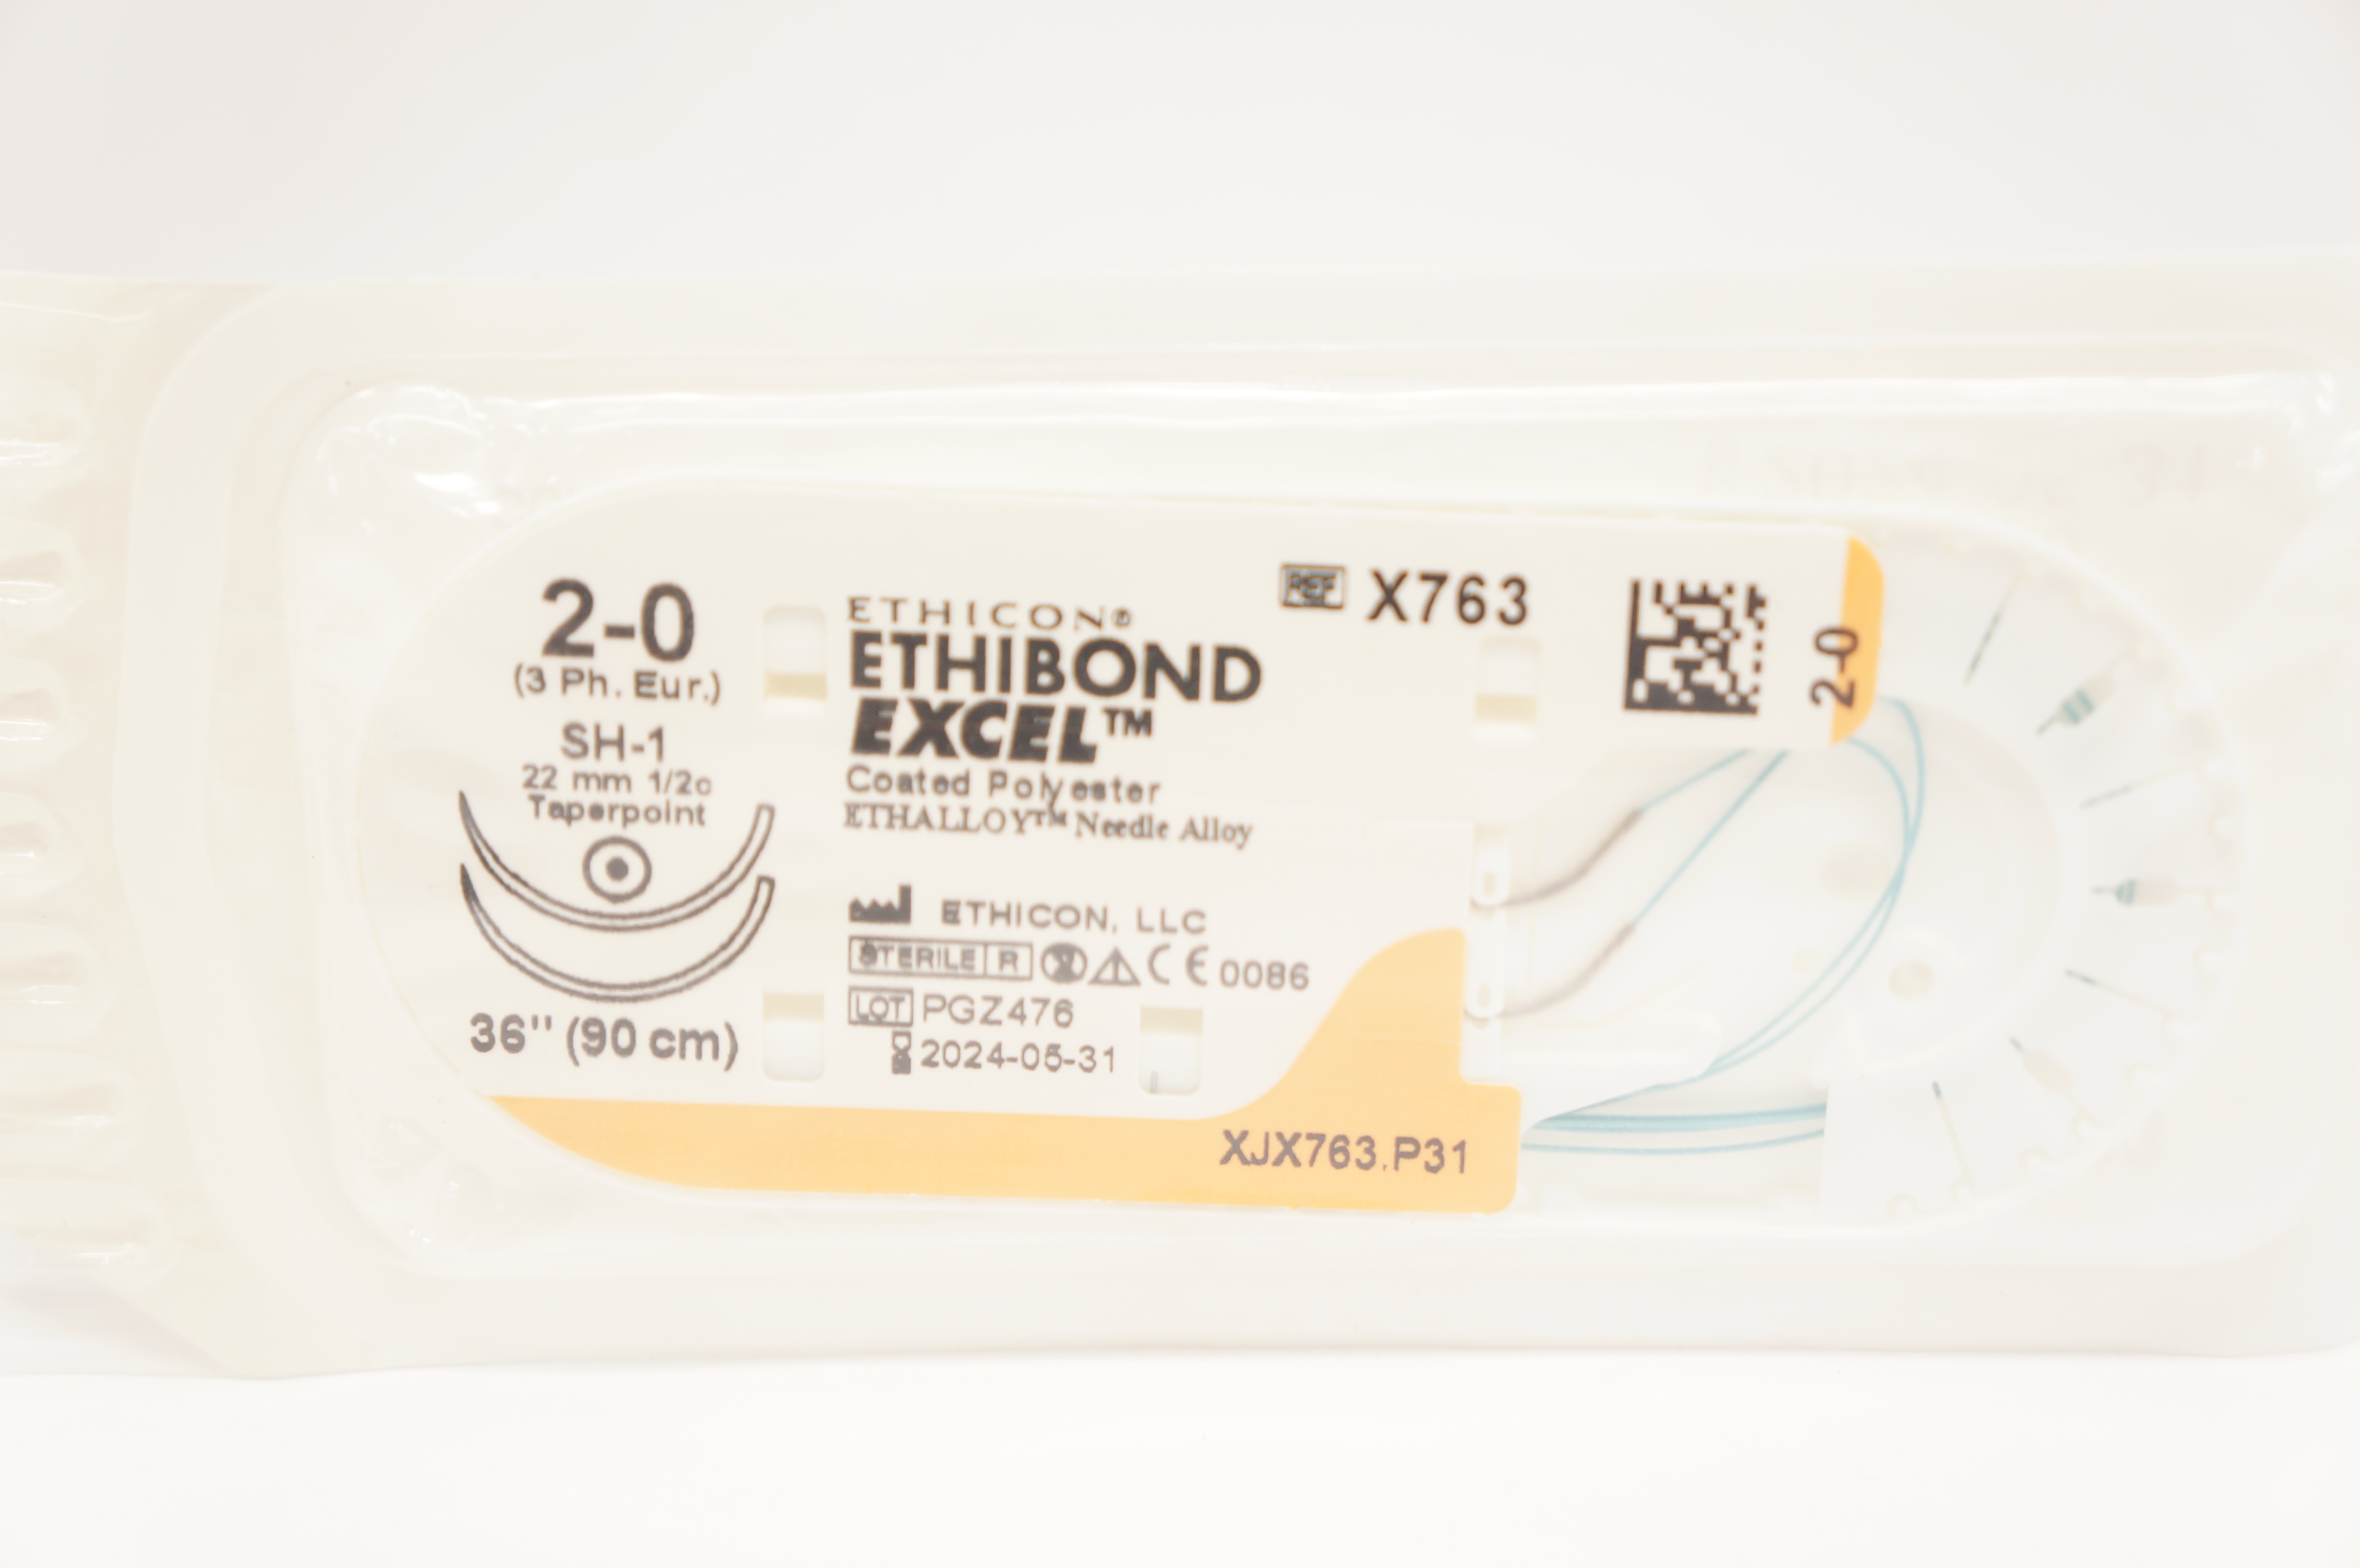 2-0
(3 Ph. Eur.)
SH-1
22 mm 1/2c
Taperpoint
36" (90 cm)
ETHICON®
ETHIBOND
EXCEL™
Coated Polyester
ETHALLOY™ Needle Alloy
ETHICON, LLC
STERILE R CE 0086
LOT PGZ476
2024-05-31
REF X763
2-0
XJX763.P31